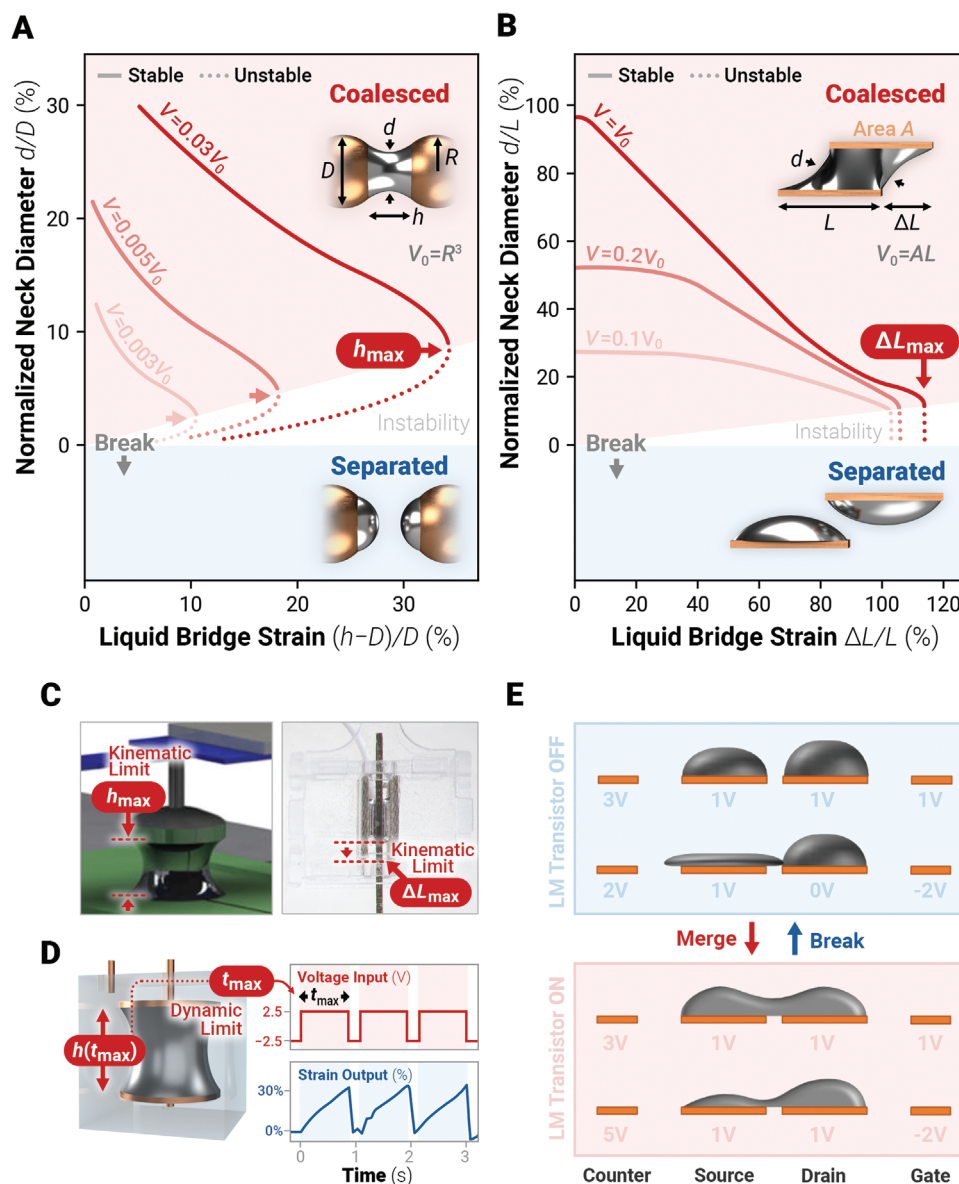 A
Normalized Neck Diameter d/D (%)
30
20
10
0
Stable Unstable
Coalesced
V=0.03V₀
V=0.005V₀
V=0.003V₀
d
D
R
h
V₀=R³
hmax
Instability
Break
Separated
0 10 20 30
Liquid Bridge Strain (h–D)/D (%)
B
Normalized Neck Diameter d/L (%)
100
80
60
40
20
0
Stable Unstable
Coalesced
V=V₀
V=0.2V₀
V=0.1V₀
Area A
d
L ΔL
V₀=AL
ΔLmax
Instability
Break
Separated
0 20 40 60 80 100 120
Liquid Bridge Strain ΔL/L (%)
C
Kinematic
Limit
hmax
Kinematic
Limit
ΔLmax
D
tmax
Dynamic
Limit
h(tmax)
Voltage Input (V)
tmax
2.5
−2.5
Strain Output (%)
30%
0%
0 1 2 3
Time (s)
E
LM Transistor OFF
3V 1V 1V 1V
2V 1V 0V -2V
Merge Break
LM Transistor ON
3V 1V 1V 1V
5V 1V 1V -2V
Counter Source Drain Gate